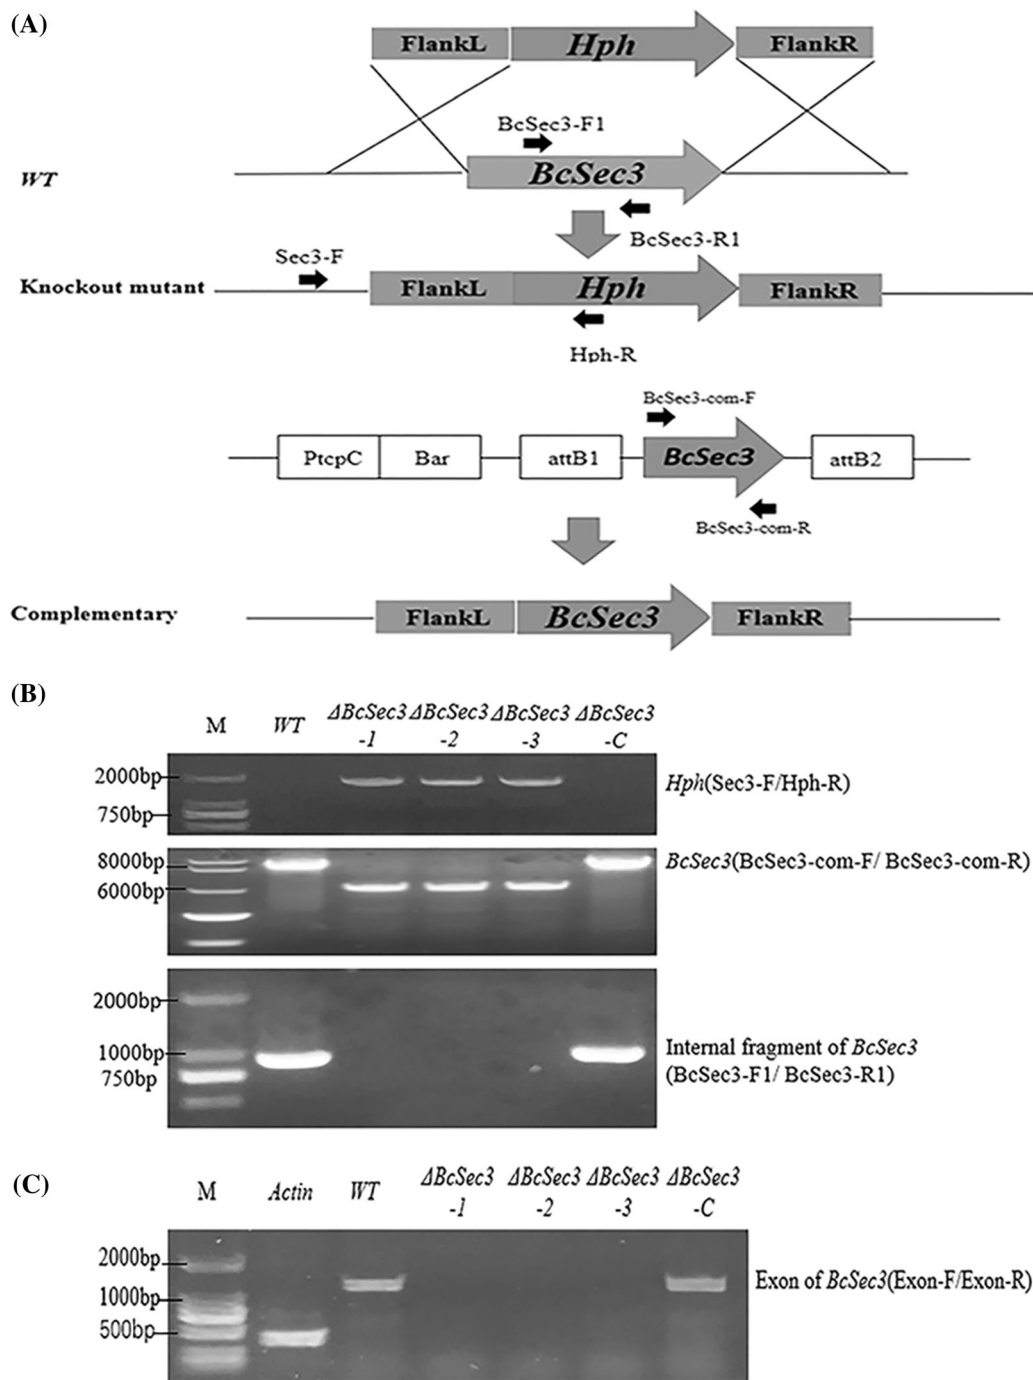 (A)
FlankL Hph FlankR
BcSec3-F1
WT BcSec3
BcSec3-R1
Sec3-F
Knockout mutant FlankL Hph FlankR
Hph-R
BcSec3-com-F
PtcpC Bar attB1 BcSec3 attB2
BcSec3-com-R
Complementary FlankL BcSec3 FlankR
(B)
M WT ΔBcSec3 ΔBcSec3 ΔBcSec3 ΔBcSec3
-1 -2 -3 -C
2000bp
Hph(Sec3-F/Hph-R)
750bp
8000bp
BcSec3(BcSec3-com-F/ BcSec3-com-R)
6000bp
2000bp
1000bp
Internal fragment of BcSec3
750bp
(BcSec3-F1/ BcSec3-R1)
(C)
M Actin WT ΔBcSec3 ΔBcSec3 ΔBcSec3 ΔBcSec3
-1 -2 -3 -C
2000bp
Exon of BcSec3(Exon-F/Exon-R)
1000bp
500bp